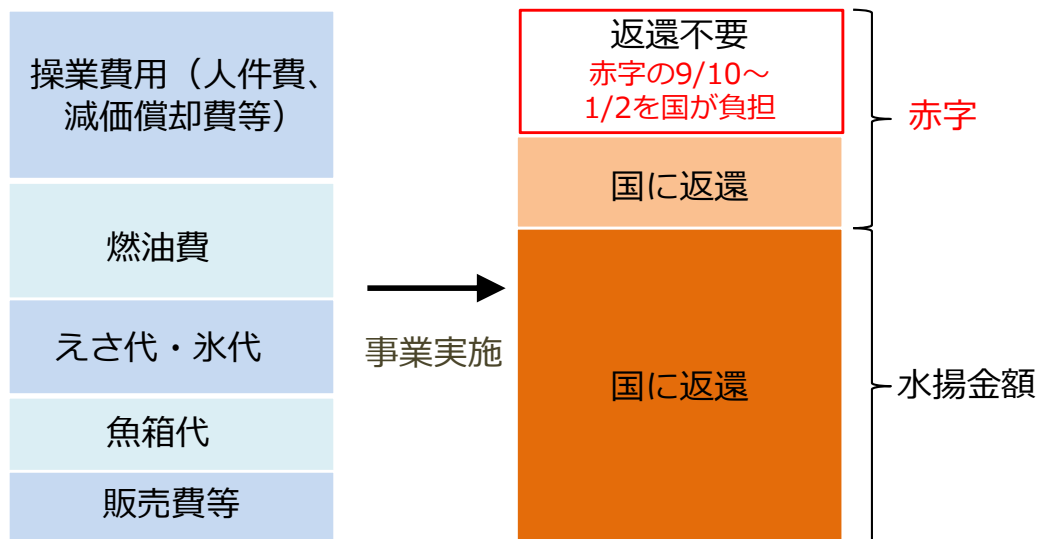 操業費用（人件費、
減価償却費等）
燃油費
えさ代・氷代
魚箱代
販売費等
事業実施
返還不要
赤字の9/10～
1/2を国が負担
国に返還
国に返還
赤字
水揚金額